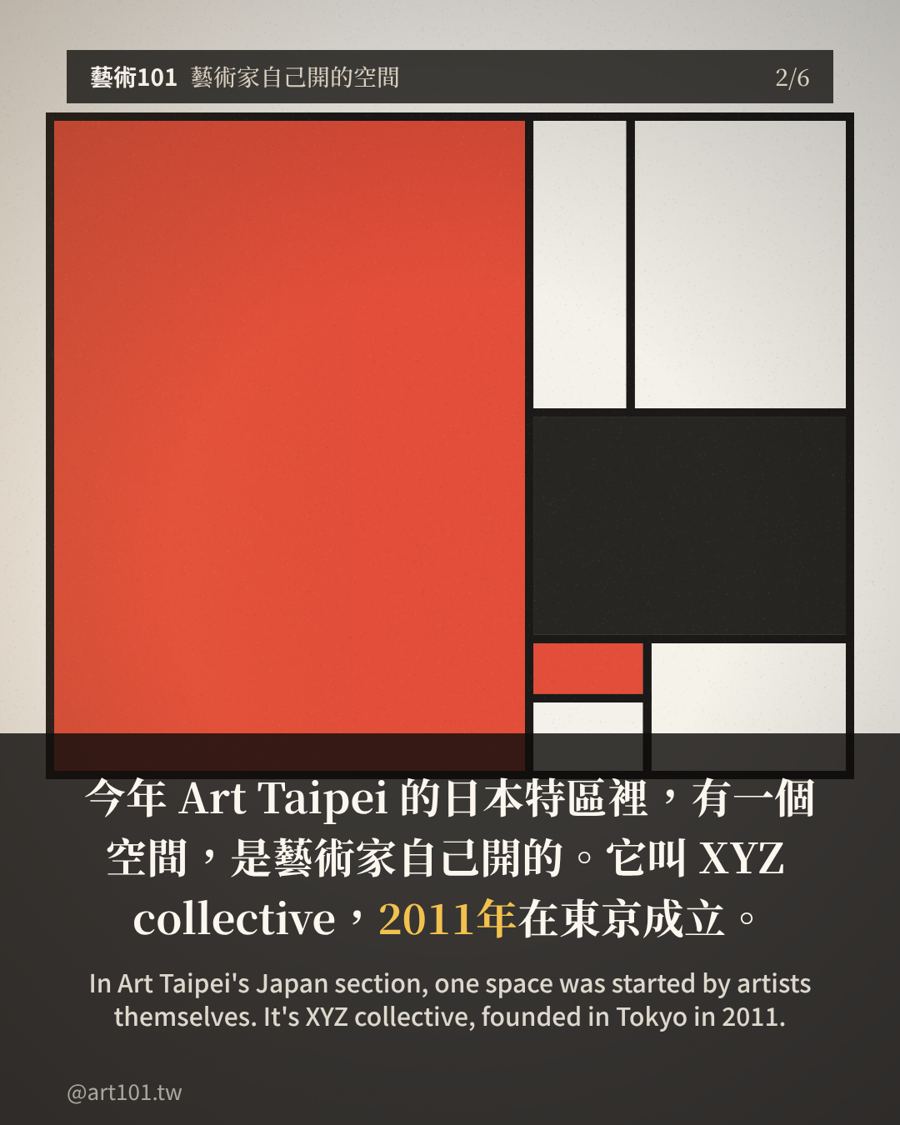 藝術101 藝術家自己開的空間 2/6
今年 Art Taipei 的日本特區裡，有一個
空間，是藝術家自己開的。它叫 XYZ
collective，2011年在東京成立。
In Art Taipei's Japan section, one space was started by artists
themselves. It's XYZ collective, founded in Tokyo in 2011.
@art101.tw